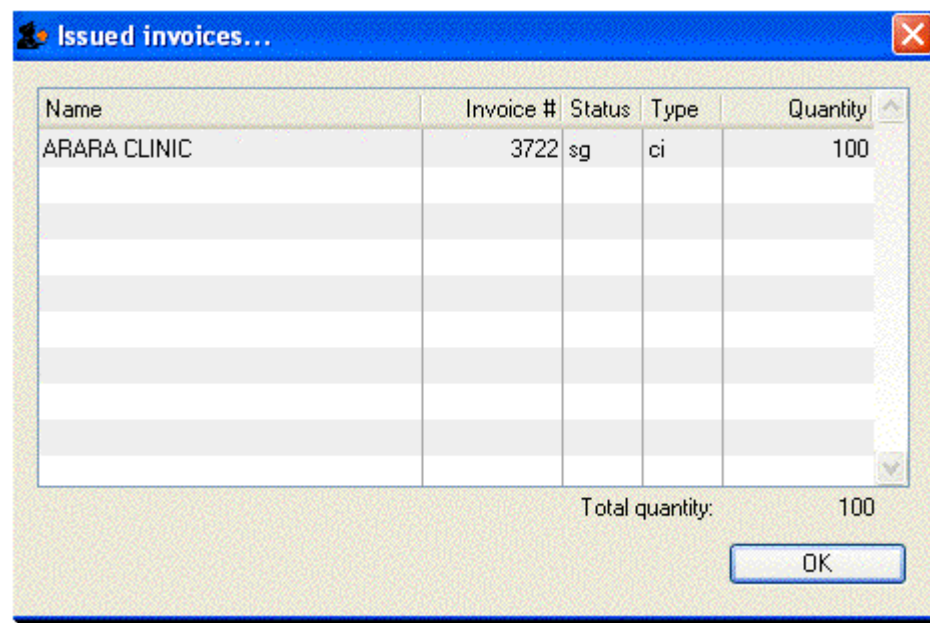 Issued invoices...
Name Invoice # Status Type Quantity
ARARA CLINIC 3722 sg ci 100
Total quantity: 100
OK